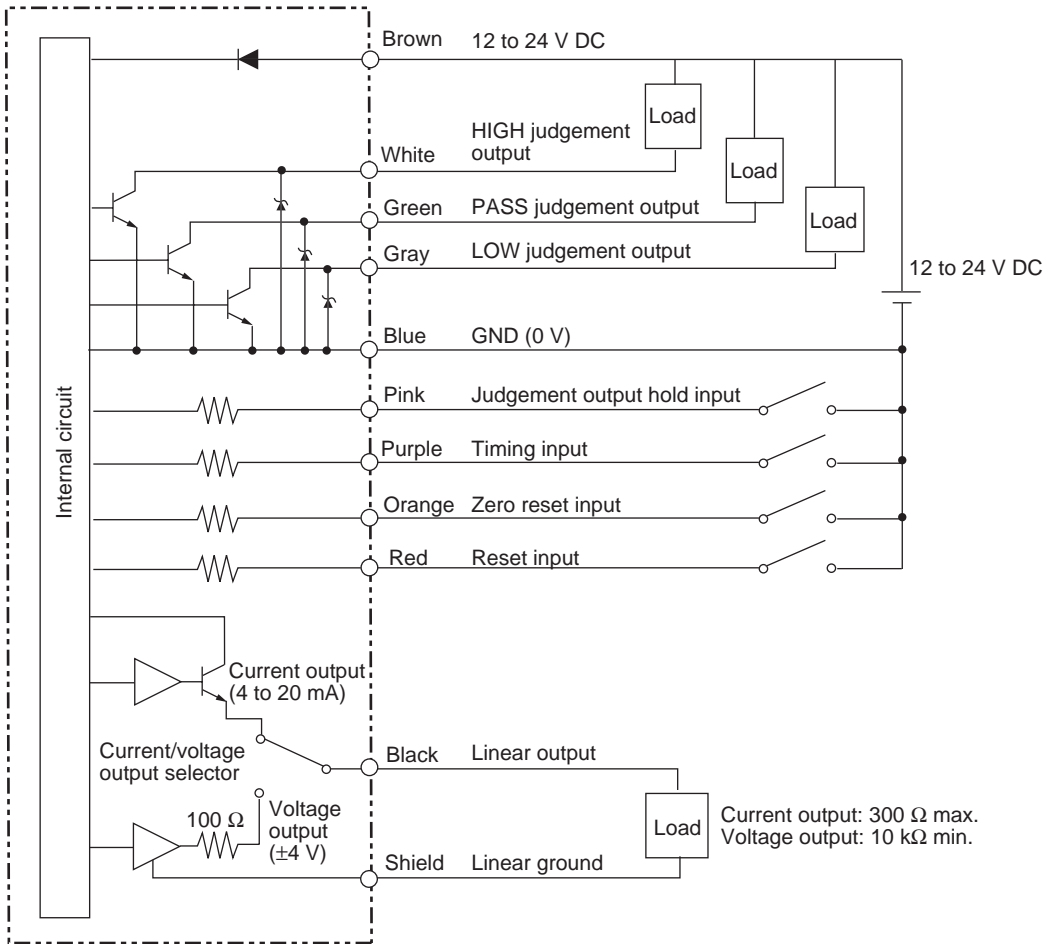 Brown 12 to 24 V DC
Load
HIGH judgement
output
White
Load
Green PASS judgement output
Load
Gray LOW judgement output
12 to 24 V DC
Blue GND (0 V)
Internal circuit
Pink Judgement output hold input
Purple Timing input
Orange Zero reset input
Red Reset input
Current output
(4 to 20 mA)
Current/voltage
output selector
Black Linear output
100 Ω
Voltage
output
(±4 V)
Load
Current output: 300 Ω max.
Voltage output: 10 kΩ min.
Shield Linear ground